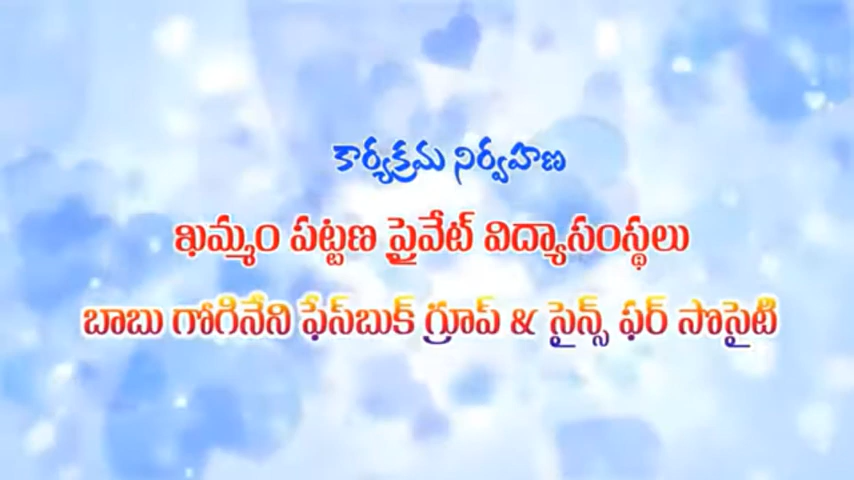 కార్యక్రమ నిర్వహణ
ఖమ్మం పట్టణ ప్రైవేట్ విద్యాసంస్థలు
బాబు గోగినేని ఫేస్‌బుక్ గ్రూప్ & సైన్స్ ఫర్ సొసైటి